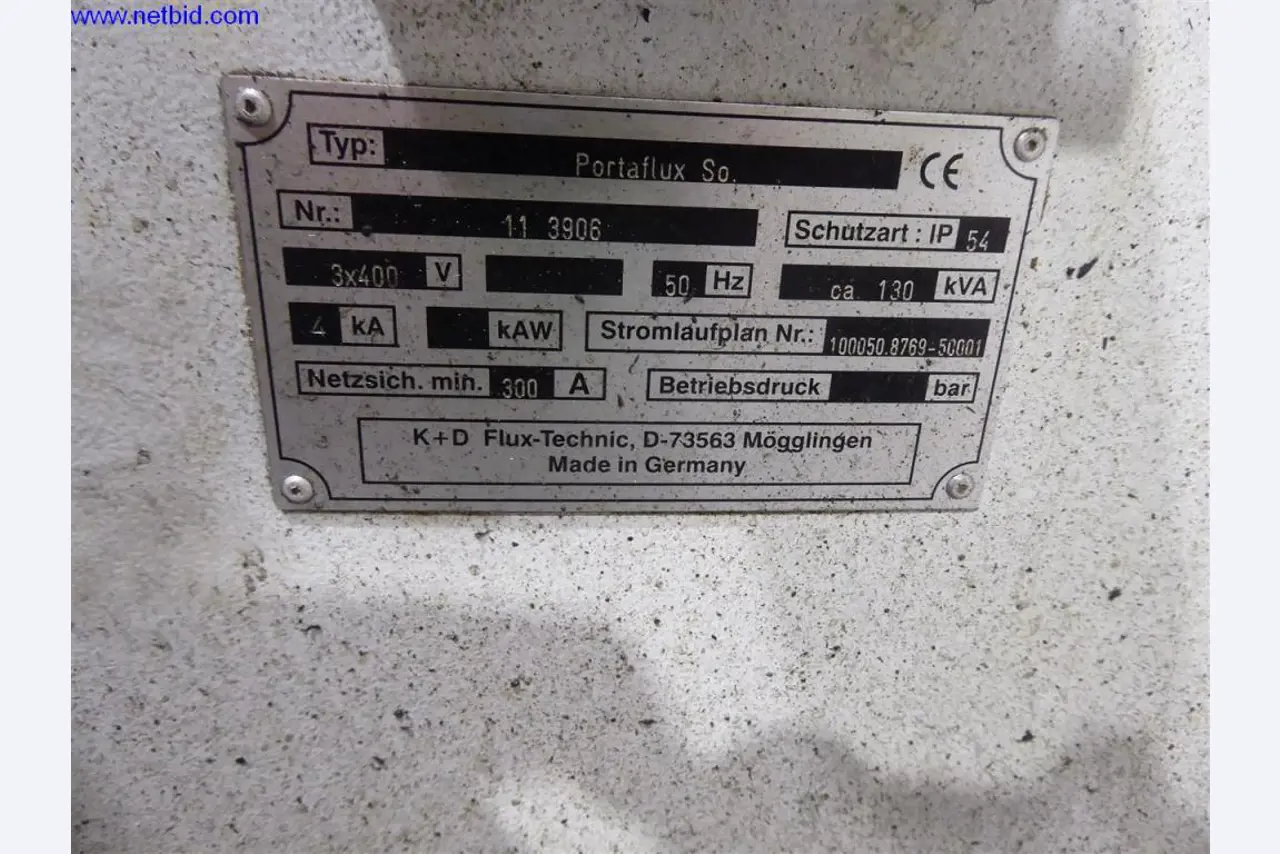 www.netbid.com
Typ: Portaflux So. CE
Nr.: 11 3906 Schutzart : IP 54
3x400 V 50 Hz ca. 130 kVA
4 kA kAW Stromlaufplan Nr.: 100050.8769-50001
Netzsich. min. 300 A Betriebsdruck bar
K+D Flux-Technic, D-73563 Mögglingen
Made in Germany